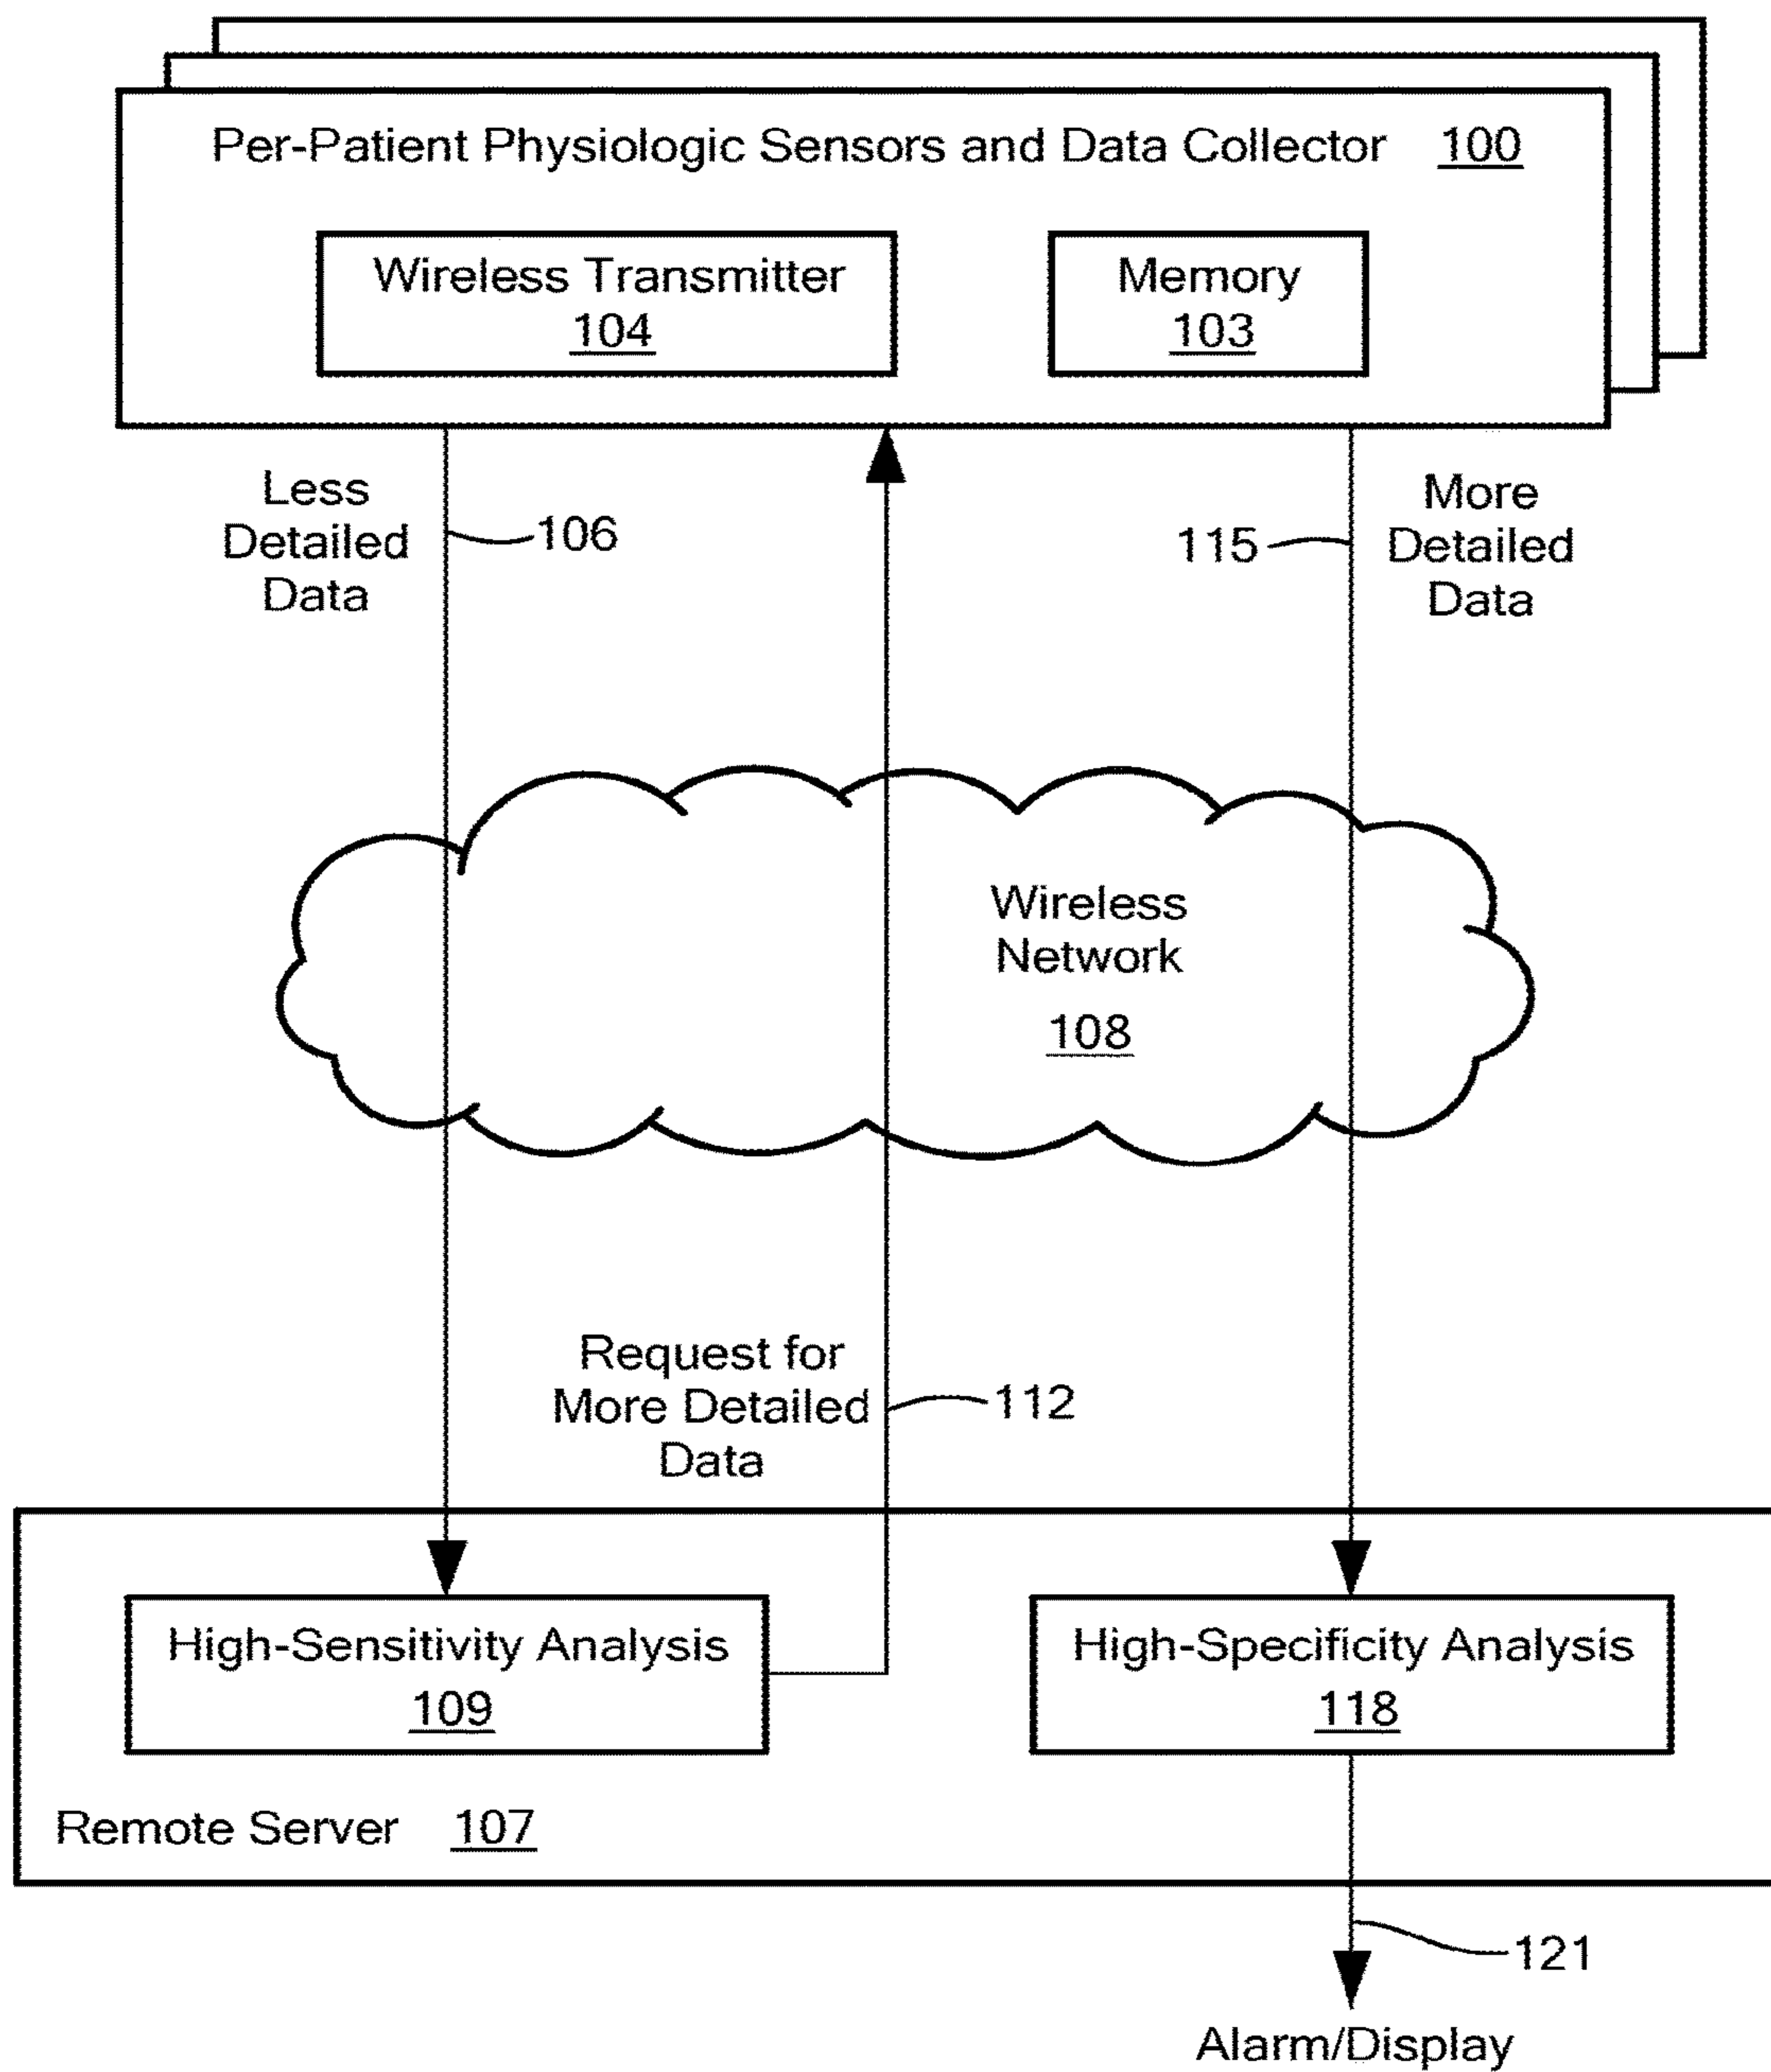 Per-Patient Physiologic Sensors and Data Collector 100
Wireless Transmitter
104
Memory
103
Less
Detailed
Data
106
115
More
Detailed
Data
Wireless
Network
108
Request for
More Detailed
Data
112
High-Sensitivity Analysis
109
High-Specificity Analysis
118
Remote Server 107
121
Alarm/Display